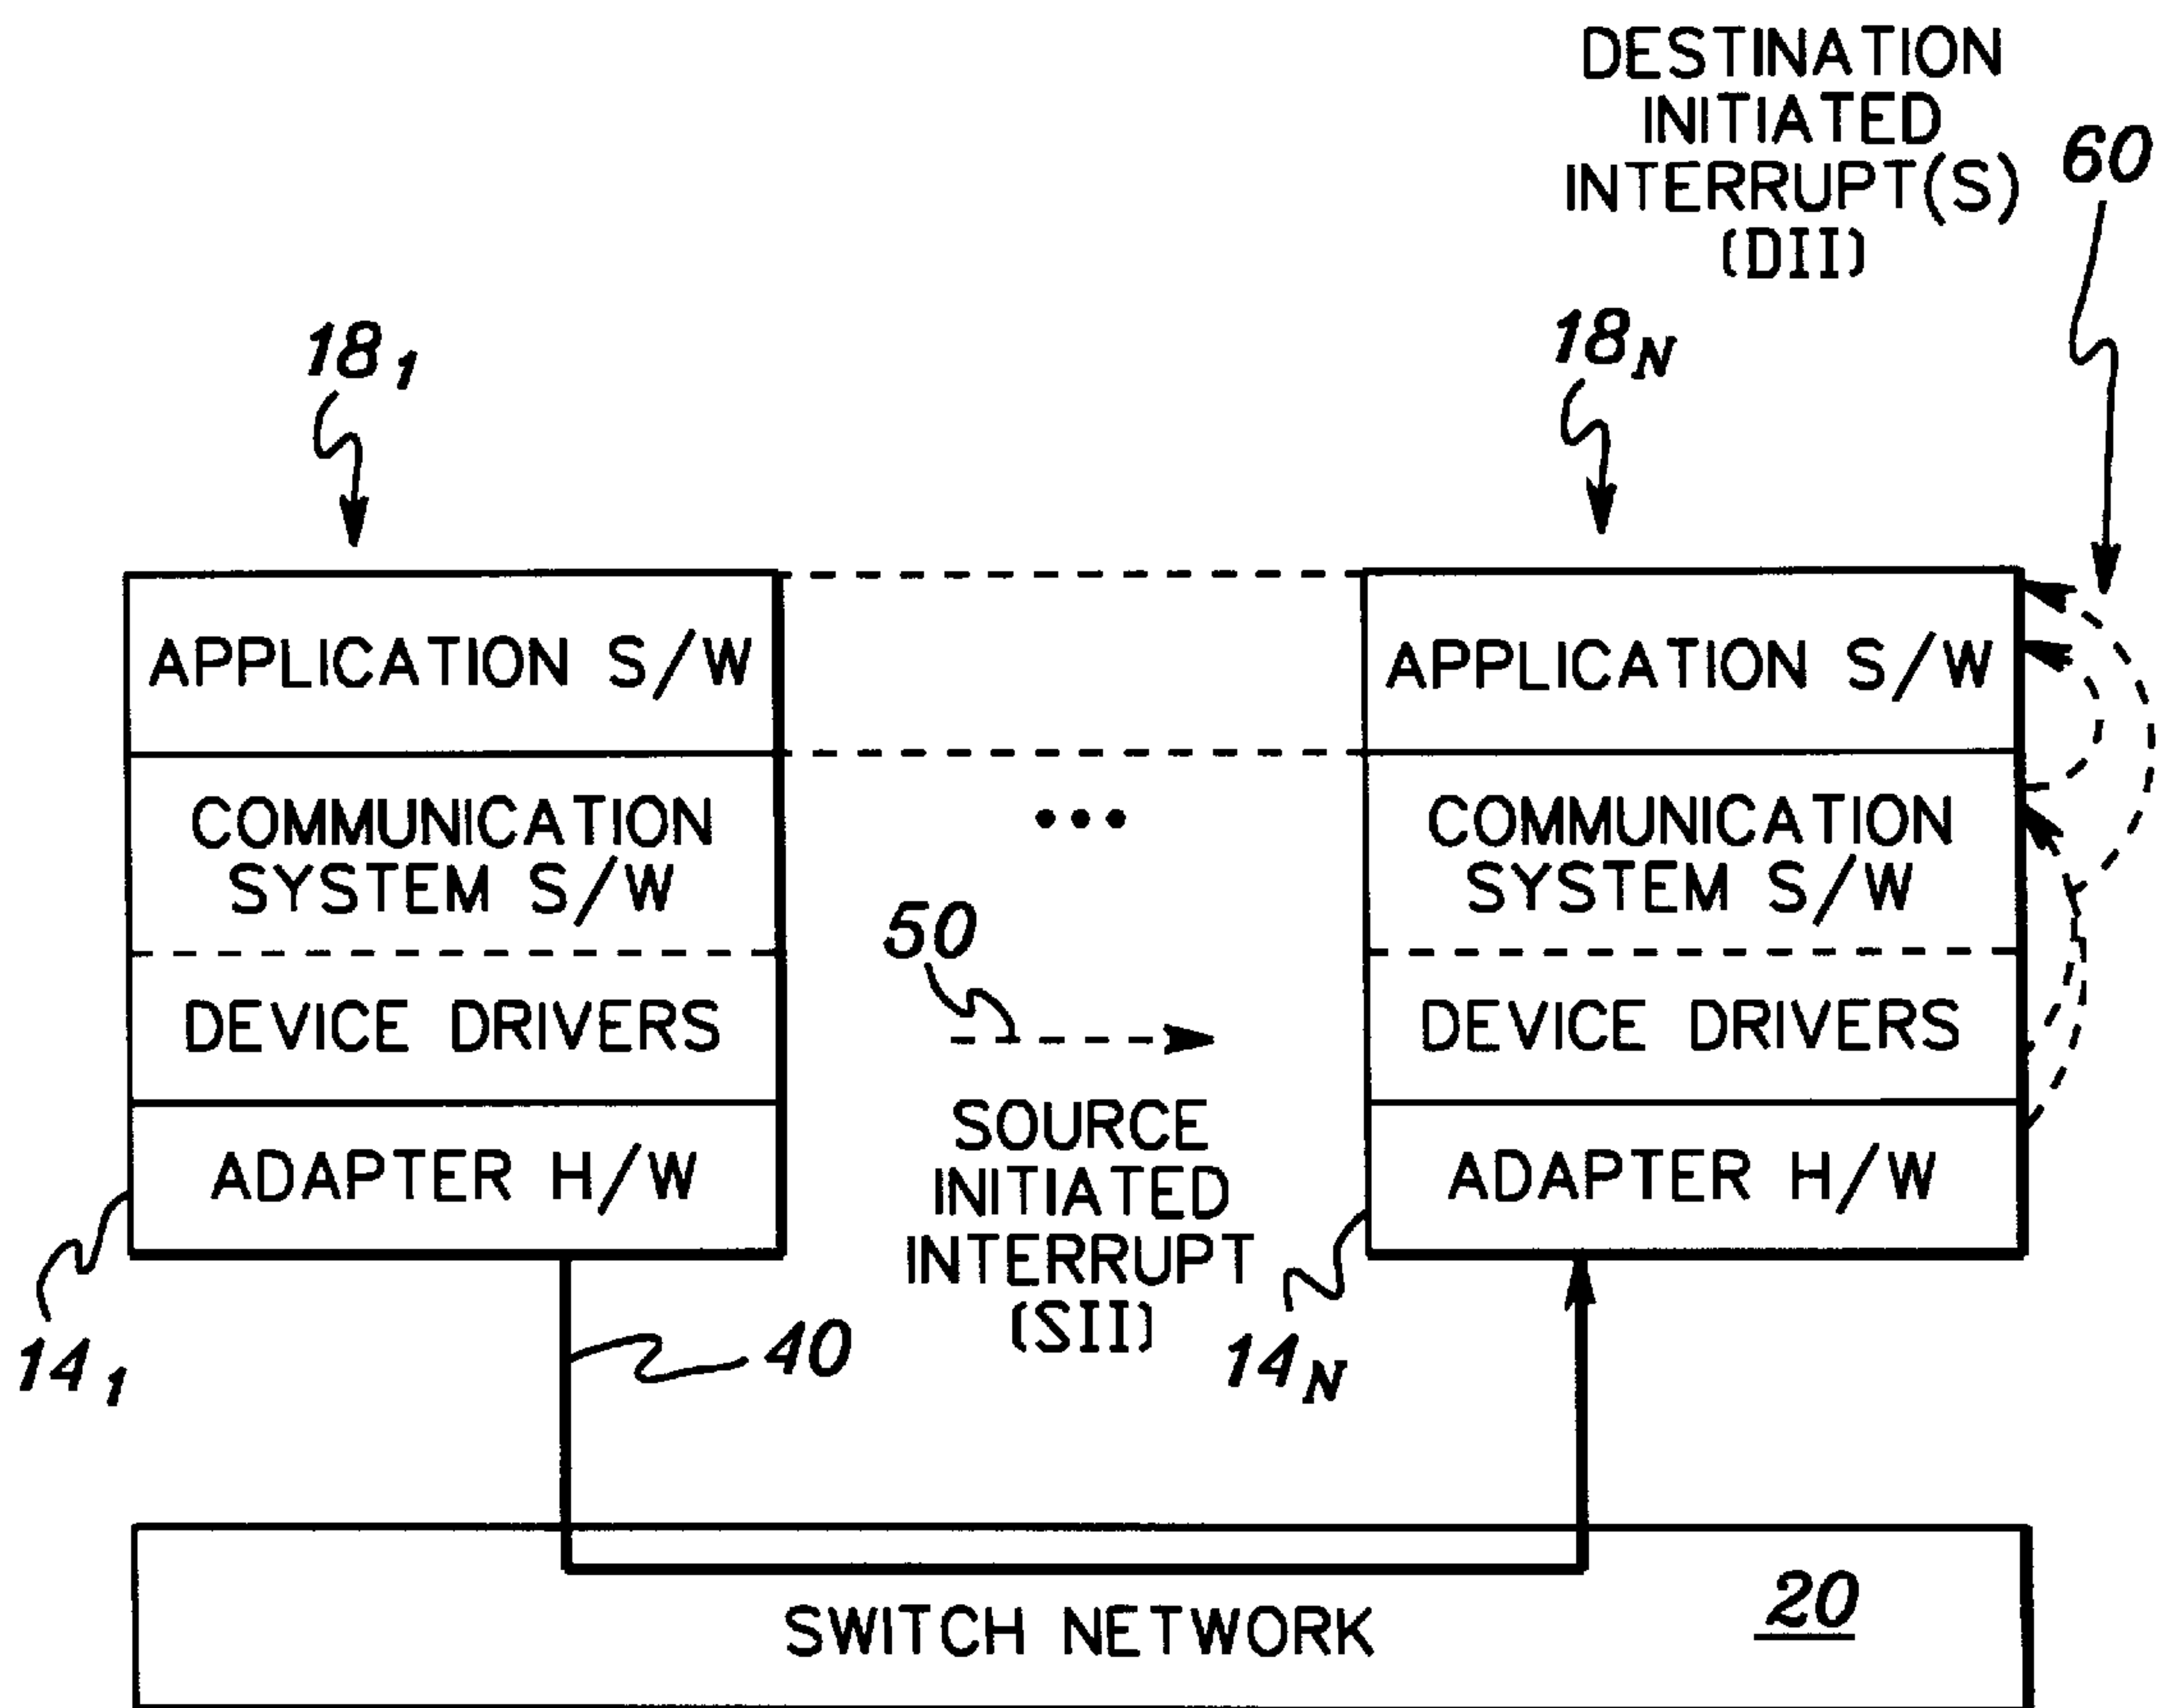 DESTINATION
INITIATED
INTERRUPT(S)
(DII)
60
18₁
18N
APPLICATION S/W
COMMUNICATION
SYSTEM S/W
DEVICE DRIVERS
ADAPTER H/W
14₁
•••
50
SOURCE
INITIATED
INTERRUPT
(SII)
APPLICATION S/W
COMMUNICATION
SYSTEM S/W
DEVICE DRIVERS
ADAPTER H/W
14N
40
SWITCH NETWORK
20